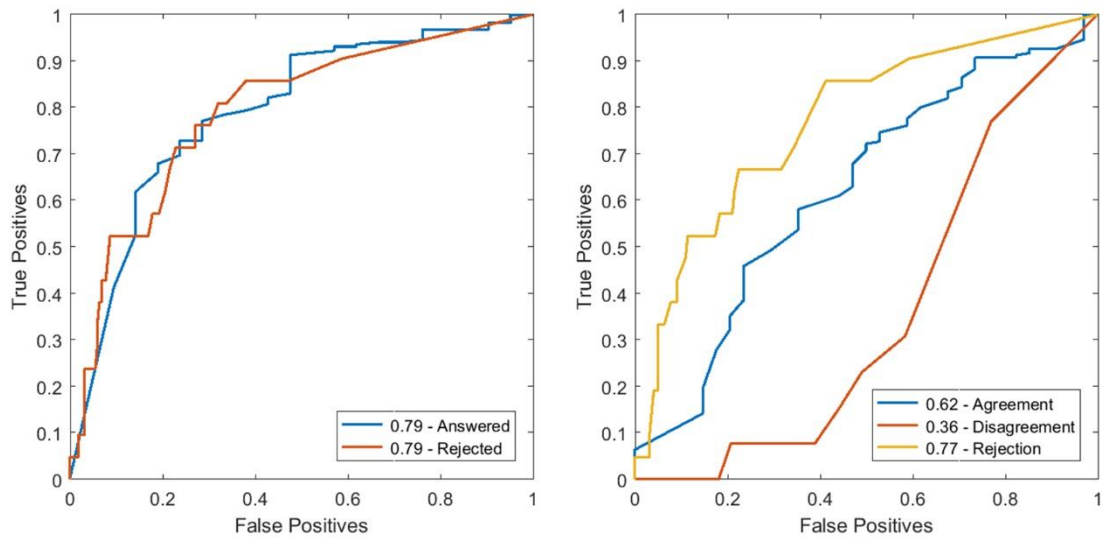 1
0.9
0.8
0.7
0.6
0.5
0.4
0.3
0.2
0.1
0
True Positives
0 0.2 0.4 0.6 0.8 1
False Positives
0.79 - Answered
0.79 - Rejected
1
0.9
0.8
0.7
0.6
0.5
0.4
0.3
0.2
0.1
0
True Positives
0 0.2 0.4 0.6 0.8 1
False Positives
0.62 - Agreement
0.36 - Disagreement
0.77 - Rejection